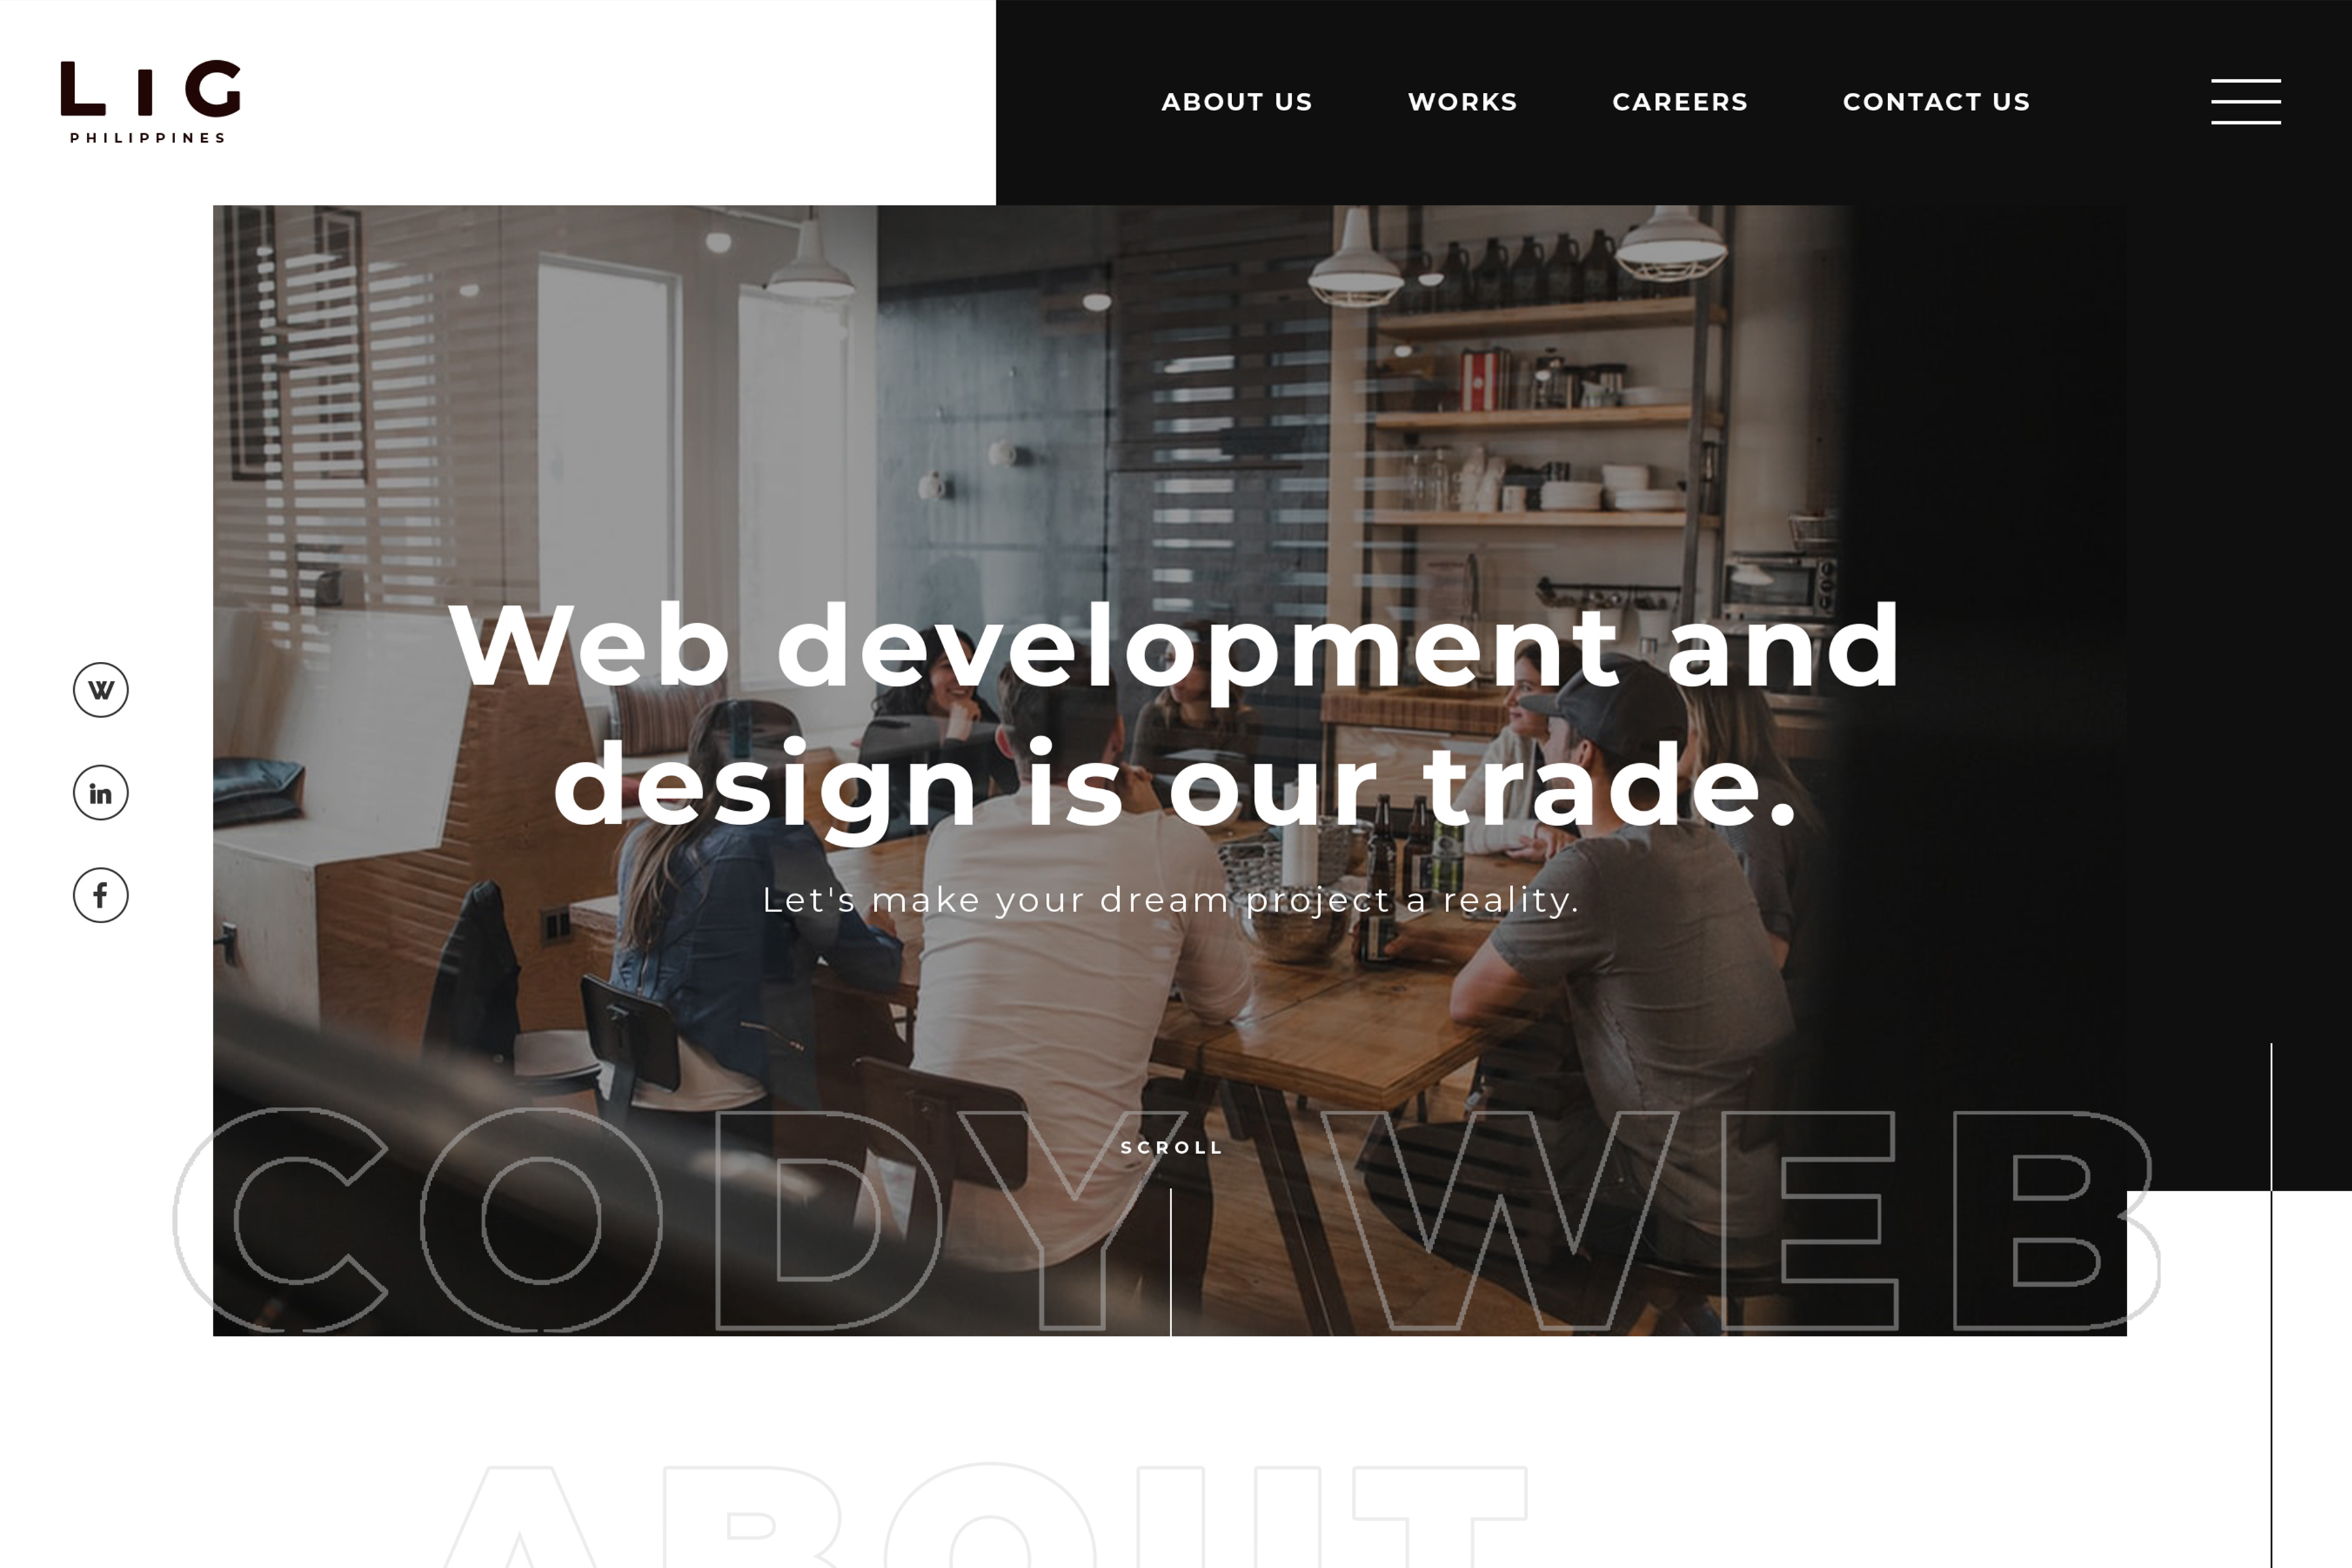 LIG
PHILIPPINES
ABOUT US
WORKS
CAREERS
CONTACT US
Web development and
design is our trade.
Let's make your dream project a reality.
SCROLL
CODY WEB
ABOUT